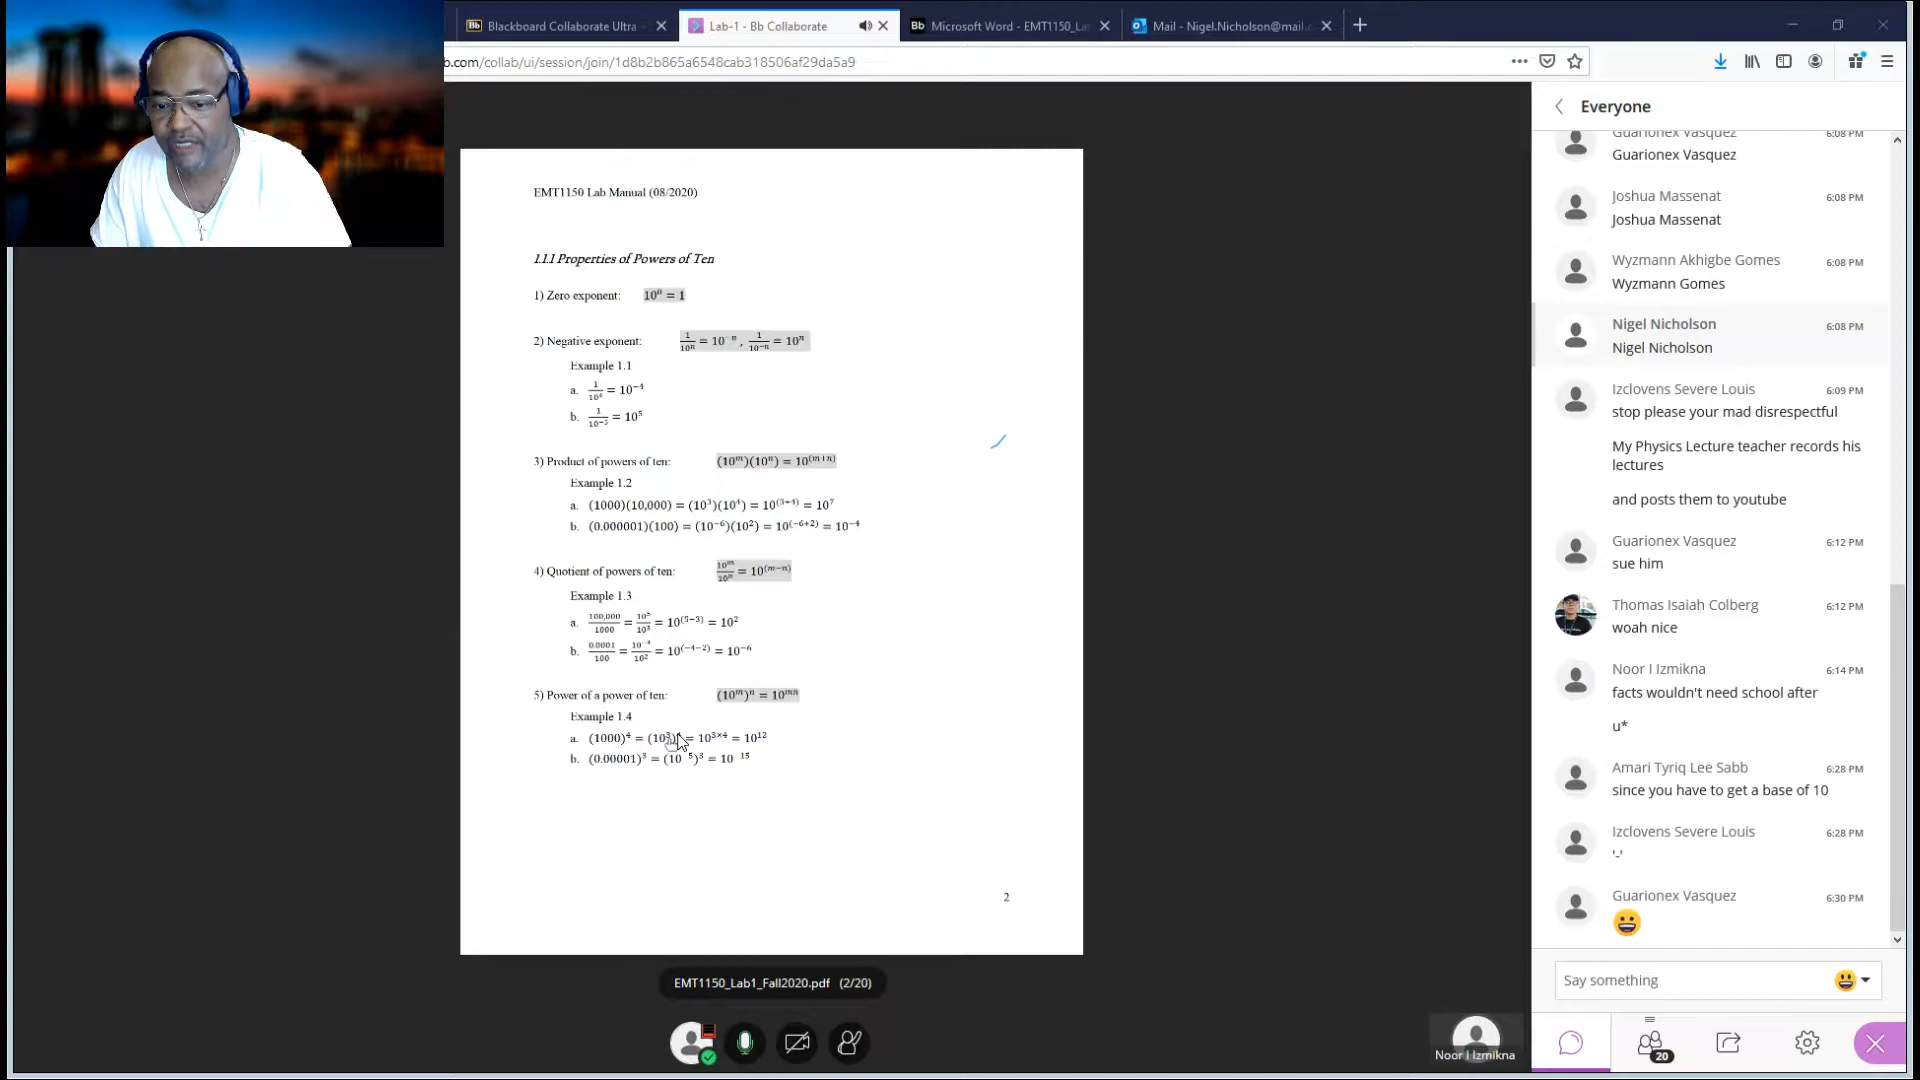 Blackboard Collaborate Ultra
Lab-1 - Bb Collaborate
Microsoft Word - EMT1150_La
Mail - Nigel.Nicholson@mail.
b.com/collab/ui/session/join/1d8b2b865a6548cab318506af29da5a9
EMT1150 Lab Manual (08/2020)
1.1.1 Properties of Powers of Ten
1) Zero exponent: 10⁰ = 1
2) Negative exponent: 1/10ⁿ = 10⁻ⁿ , 1/10⁻ⁿ = 10ⁿ
Example 1.1
a. 1/10⁴ = 10⁻⁴
b. 1/10⁻⁵ = 10⁵
3) Product of powers of ten: (10ᵐ)(10ⁿ) = 10⁽ᵐ⁺ⁿ⁾
Example 1.2
a. (1000)(10,000) = (10³)(10⁴) = 10⁽³⁺⁴⁾ = 10⁷
b. (0.000001)(100) = (10⁻⁶)(10²) = 10⁽⁻⁶⁺²⁾ = 10⁻⁴
4) Quotient of powers of ten: 10ᵐ/10ⁿ = 10⁽ᵐ⁻ⁿ⁾
Example 1.3
a. 100,000/1000 = 10⁵/10³ = 10⁽⁵⁻³⁾ = 10²
b. 0.0001/100 = 10⁻⁴/10² = 10⁽⁻⁴⁻²⁾ = 10⁻⁶
5) Power of a power of ten: (10ᵐ)ⁿ = 10ᵐⁿ
Example 1.4
a. (1000)⁴ = (10³)⁴ = 10³ˣ⁴ = 10¹²
b. (0.00001)³ = (10⁻⁵)³ = 10⁻¹⁵
2
EMT1150_Lab1_Fall2020.pdf (2/20)
Noor I Izmikna
Everyone
Guarionex Vasquez 6:08 PM
Guarionex Vasquez
Joshua Massenat 6:08 PM
Joshua Massenat
Wyzmann Akhigbe Gomes 6:08 PM
Wyzmann Gomes
Nigel Nicholson 6:08 PM
Nigel Nicholson
Izclovens Severe Louis 6:09 PM
stop please your mad disrespectful
My Physics Lecture teacher records his
lectures
and posts them to youtube
Guarionex Vasquez 6:12 PM
sue him
Thomas Isaiah Colberg 6:12 PM
woah nice
Noor I Izmikna 6:14 PM
facts wouldn't need school after
u*
Amari Tyriq Lee Sabb 6:28 PM
since you have to get a base of 10
Izclovens Severe Louis 6:28 PM
'-'
Guarionex Vasquez 6:30 PM
😀
Say something
20